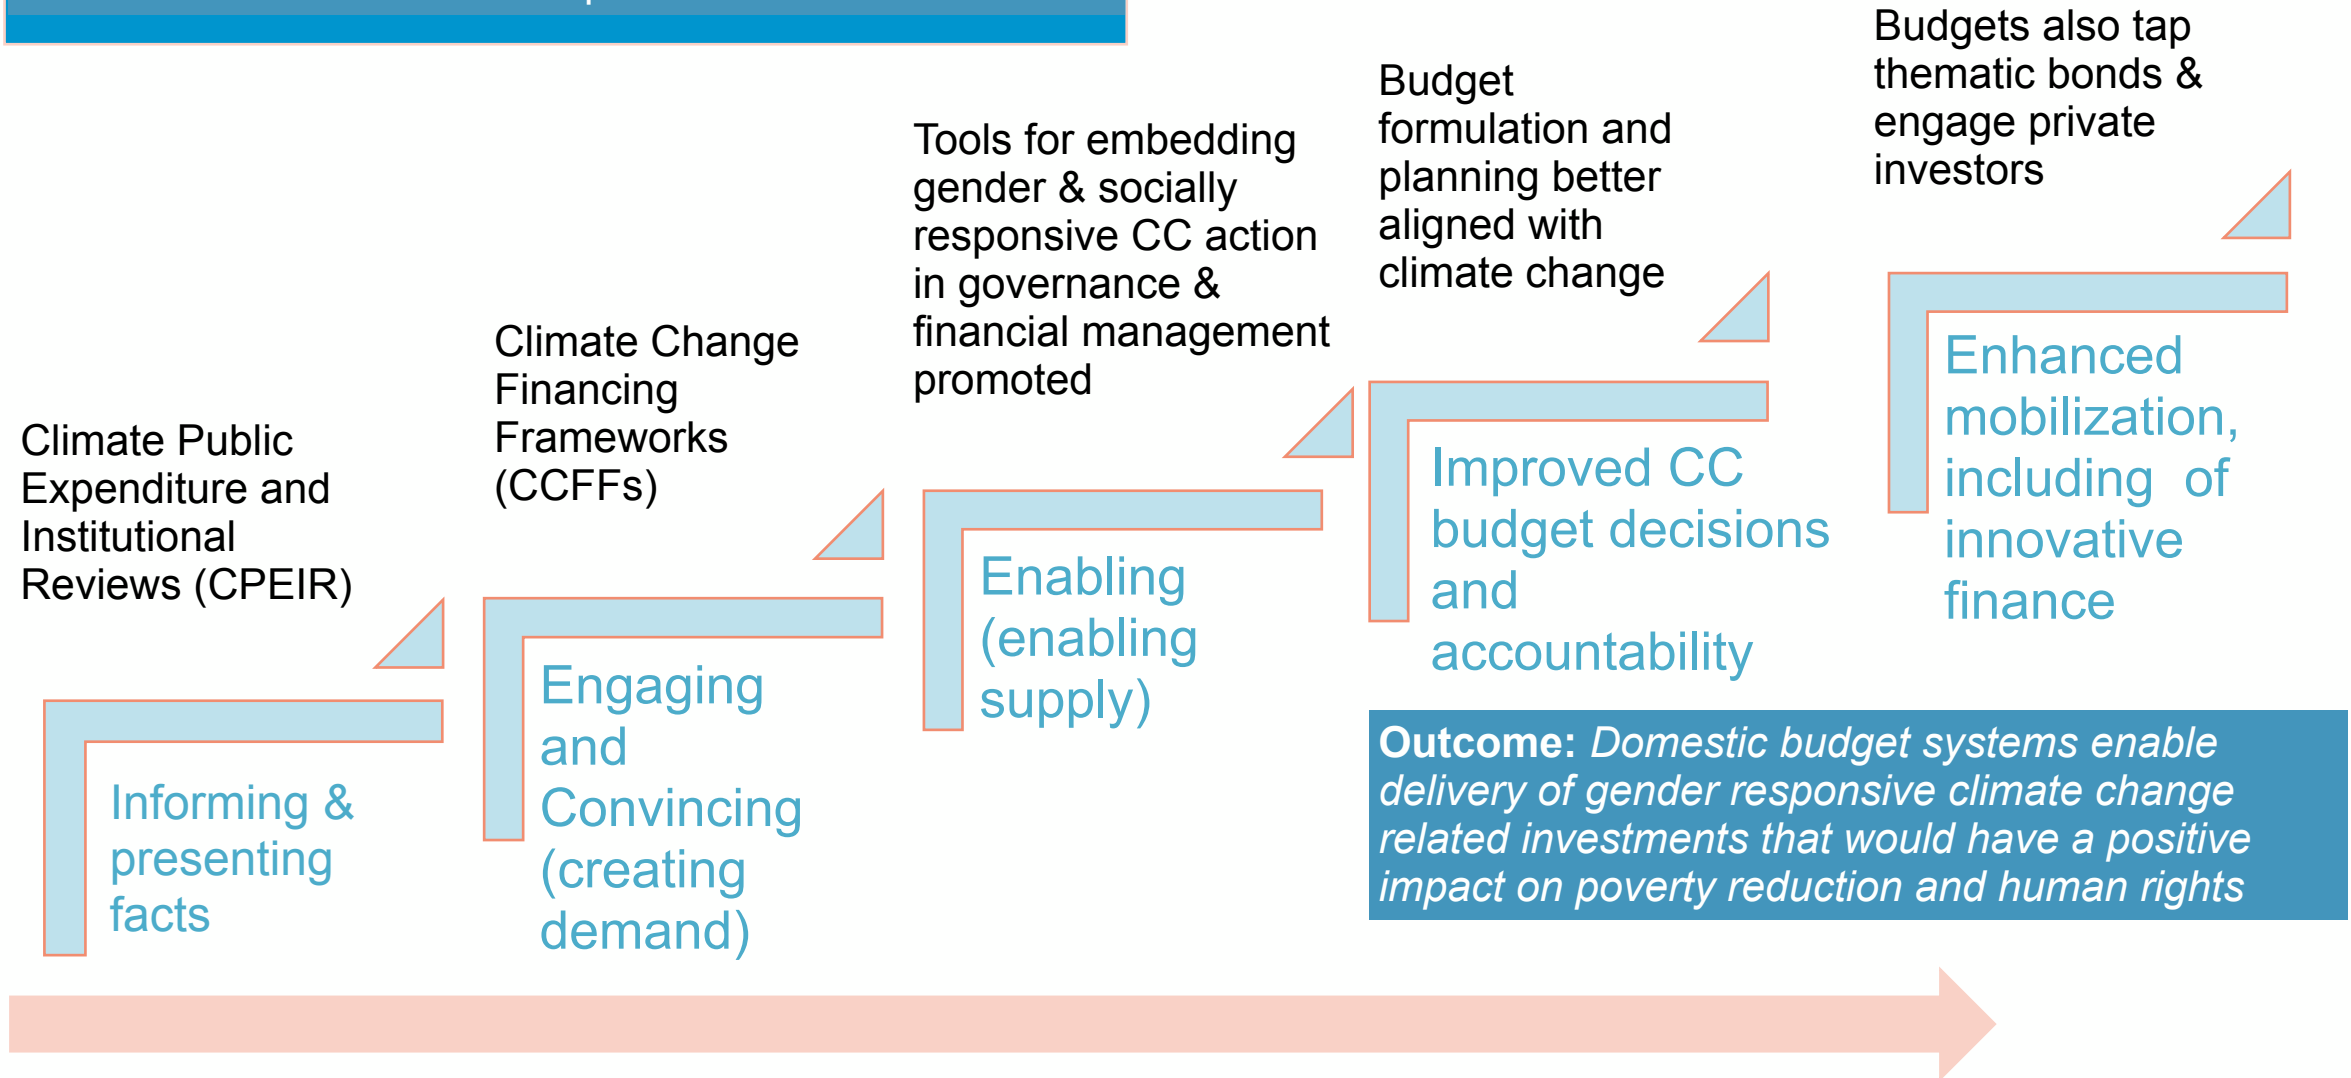 Climate Public
Expenditure and
Institutional
Reviews (CPEIR)
Informing &
presenting
facts
Climate Change
Financing
Frameworks
(CCFFs)
Engaging
and
Convincing
(creating
demand)
Tools for embedding
gender & socially
responsive CC action
in governance &
financial management
promoted
Enabling
(enabling
supply)
Budget
formulation and
planning better
aligned with
climate change
Improved CC
budget decisions
and
accountability
Budgets also tap
thematic bonds &
engage private
investors
Enhanced
mobilization,
including of
innovative
finance
Outcome: Domestic budget systems enable
delivery of gender responsive climate change
related investments that would have a positive
impact on poverty reduction and human rights